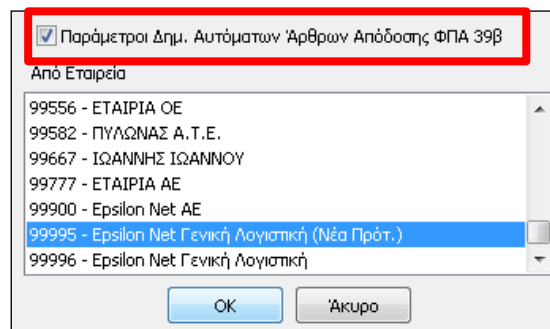 Παράμετροι Δημ. Αυτόματων Άρθρων Απόδοσης ΦΠΑ 39β
Από Εταιρεία
99556 - ΕΤΑΙΡΙΑ ΟΕ
99582 - ΠΥΛΩΝΑΣ Α.Τ.Ε.
99667 - ΙΩΑΝΝΗΣ ΙΩΑΝΝΟΥ
99777 - ΕΤΑΙΡΙΑ ΑΕ
99900 - Epsilon Net ΑΕ
99995 - Epsilon Net Γενική Λογιστική (Νέα Πρότ.)
99996 - Epsilon Net Γενική Λογιστική
OK Άκυρο